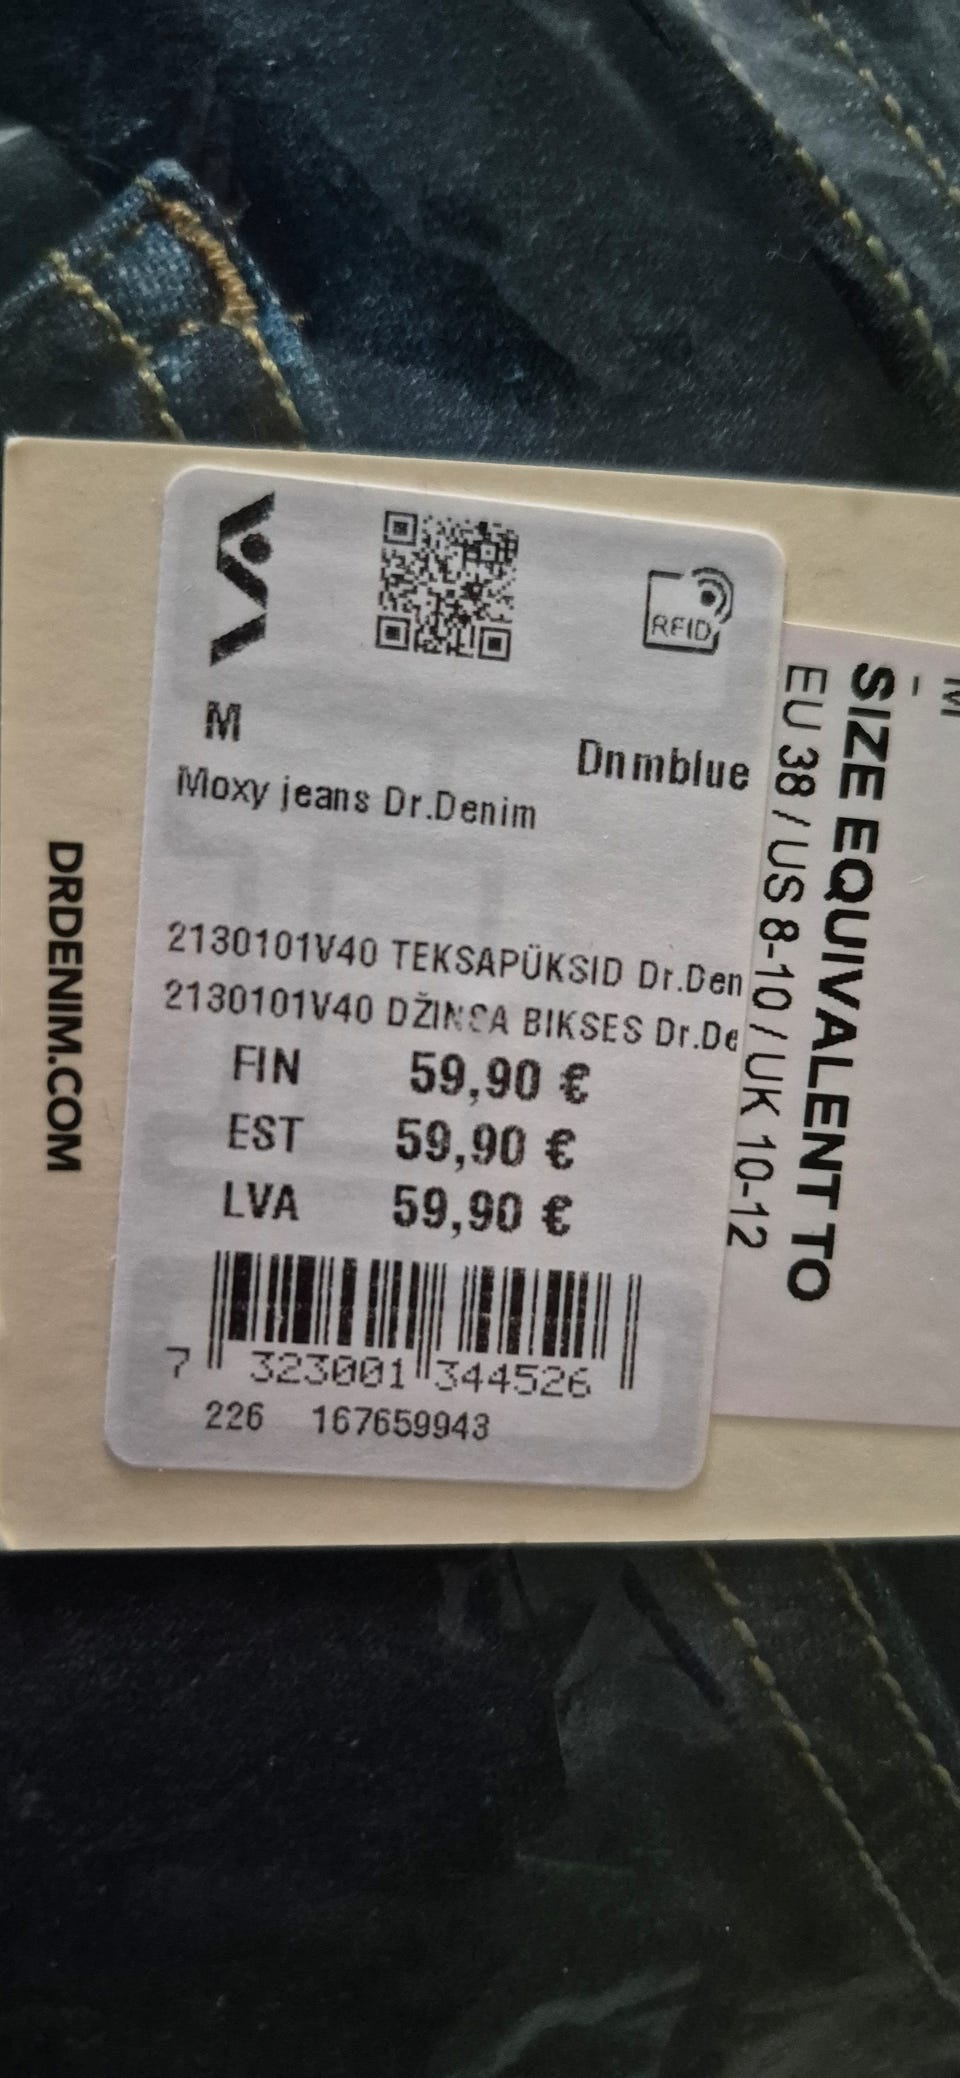 RFID
M
Dnmblue
Moxy jeans Dr.Denim
2130101V40 TEKSAPÜKSID Dr.Den
2130101V40 DŽINSA BIKSES Dr.De
FIN 59,90 €
EST 59,90 €
LVA 59,90 €
7 323001 344526
226 167659943
DRDENIM.COM
M
SIZE EQUIVALENT TO
EU 38 / US 8-10 / UK 10-12